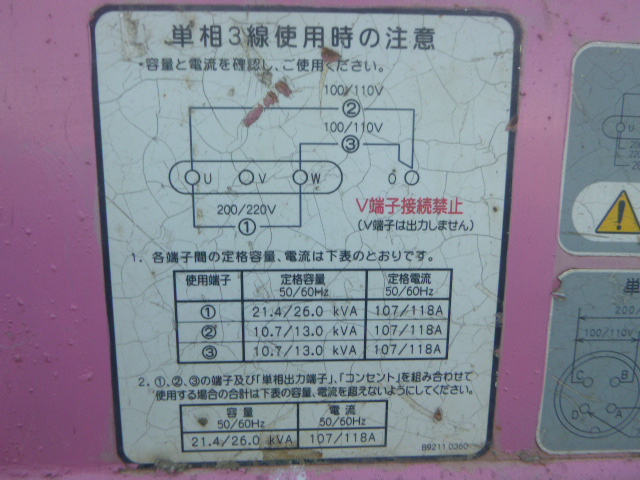 単相3線使用時の注意
・容量と電流を確認し、ご使用ください。
100/110V
②
100/110V
③
U V W O
200/220V
①
V端子接続禁止
(V端子は出力しません)
1. 各端子間の定格容量、電流は下表のとおりです。
使用端子 定格容量 50/60Hz 定格電流 50/60Hz
① 21.4/26.0 kVA 107/118A
② 10.7/13.0 kVA 107/118A
③ 10.7/13.0 kVA 107/118A
2. ①、②、③の端子及び「単相出力端子」、「コンセント」を組み合わせて
使用する場合の合計は下表の容量、電流を超えないようにしてください。
容量 50/60Hz 電流 50/60Hz
21.4/26.0 kVA 107/118A
B9211 0360
U
200
220
単
200/
100/110V
C B
D A